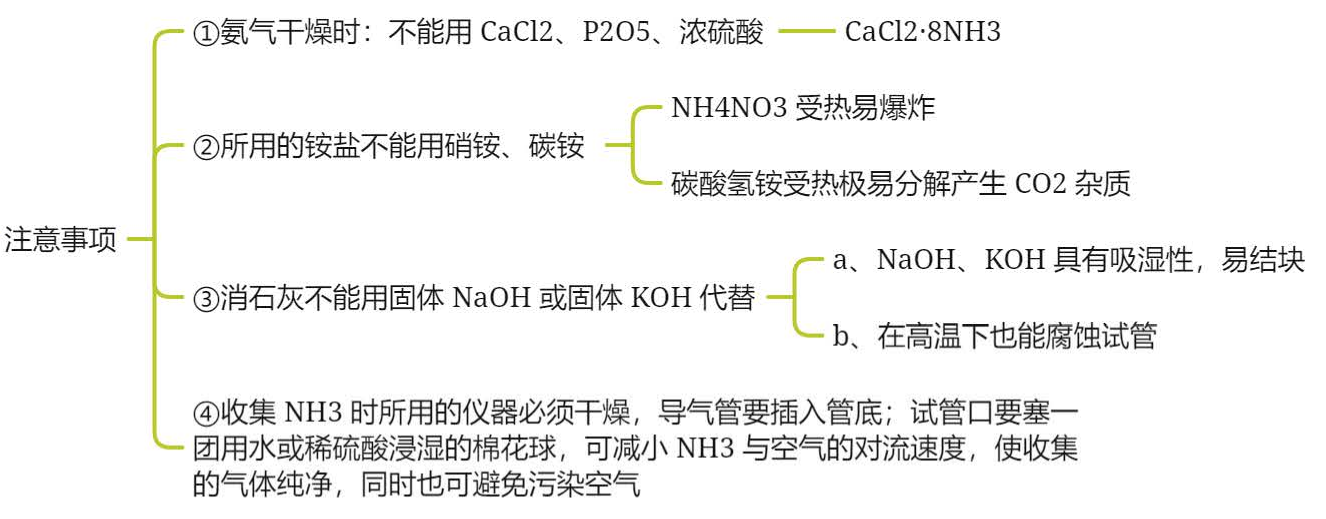 注意事项
①氨气干燥时：不能用 CaCl2、P2O5、浓硫酸
CaCl2·8NH3
②所用的铵盐不能用硝铵、碳铵
NH4NO3 受热易爆炸
碳酸氢铵受热极易分解产生 CO2 杂质
③消石灰不能用固体 NaOH 或固体 KOH 代替
a、NaOH、KOH 具有吸湿性，易结块
b、在高温下也能腐蚀试管
④收集 NH3 时所用的仪器必须干燥，导气管要插入管底；试管口要塞一
团用水或稀硫酸浸湿的棉花球，可减小 NH3 与空气的对流速度，使收集
的气体纯净，同时也可避免污染空气